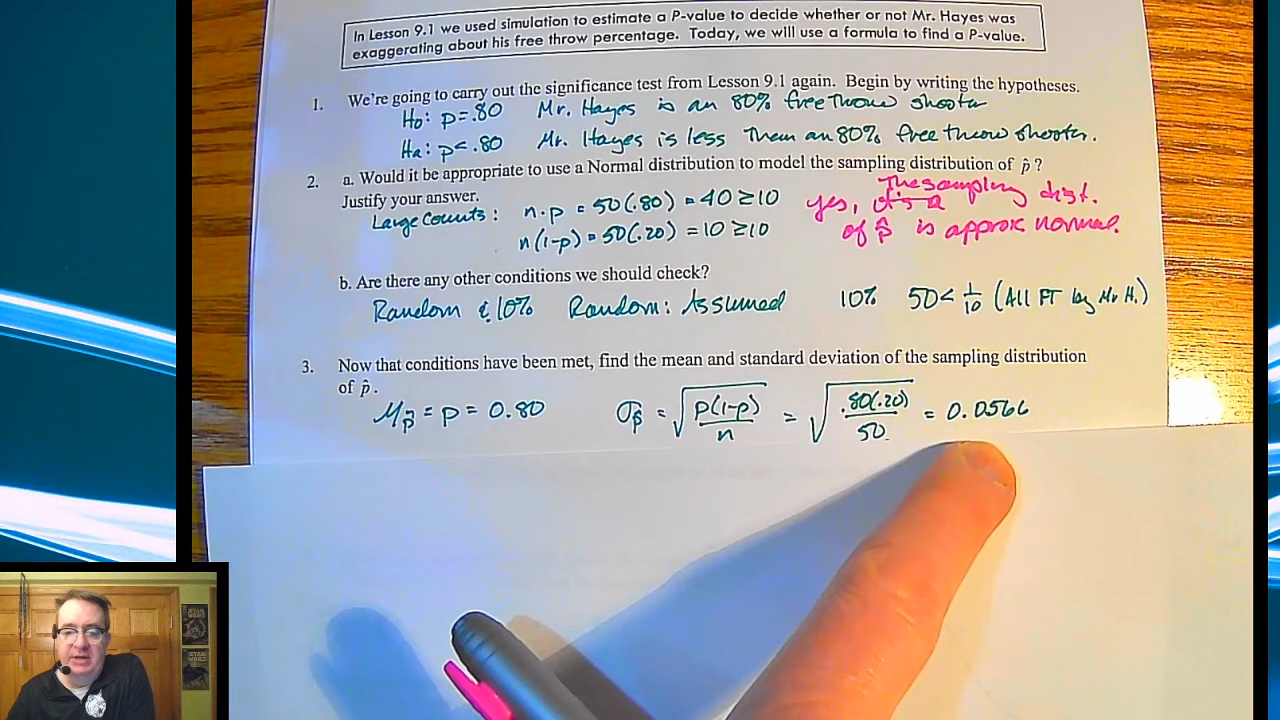 In Lesson 9.1 we used simulation to estimate a P-value to decide whether or not Mr. Hayes was
exaggerating about his free throw percentage. Today, we will use a formula to find a P-value.
1. We're going to carry out the significance test from Lesson 9.1 again. Begin by writing the hypotheses.
H₀: p = .80 Mr. Hayes is an 80% free throw shooter
Hₐ: p < .80 Mr. Hayes is less than an 80% free throw shooter.
2. a. Would it be appropriate to use a Normal distribution to model the sampling distribution of p̂?
Justify your answer.
The sampling
Large Counts: n·p = 50(.80) = 40 ≥ 10 yes, it's a dist.
n(1-p) = 50(.20) = 10 ≥ 10 of p̂ is approx normal.
b. Are there any other conditions we should check?
Random & 10% Random: Assumed 10% 50 < 1/10 (All FT by Mr H.)
3. Now that conditions have been met, find the mean and standard deviation of the sampling distribution
of p̂.
μp̂ = p = 0.80 σp̂ = √(p(1-p)/n) = √(.80(.20)/50) = 0.0566